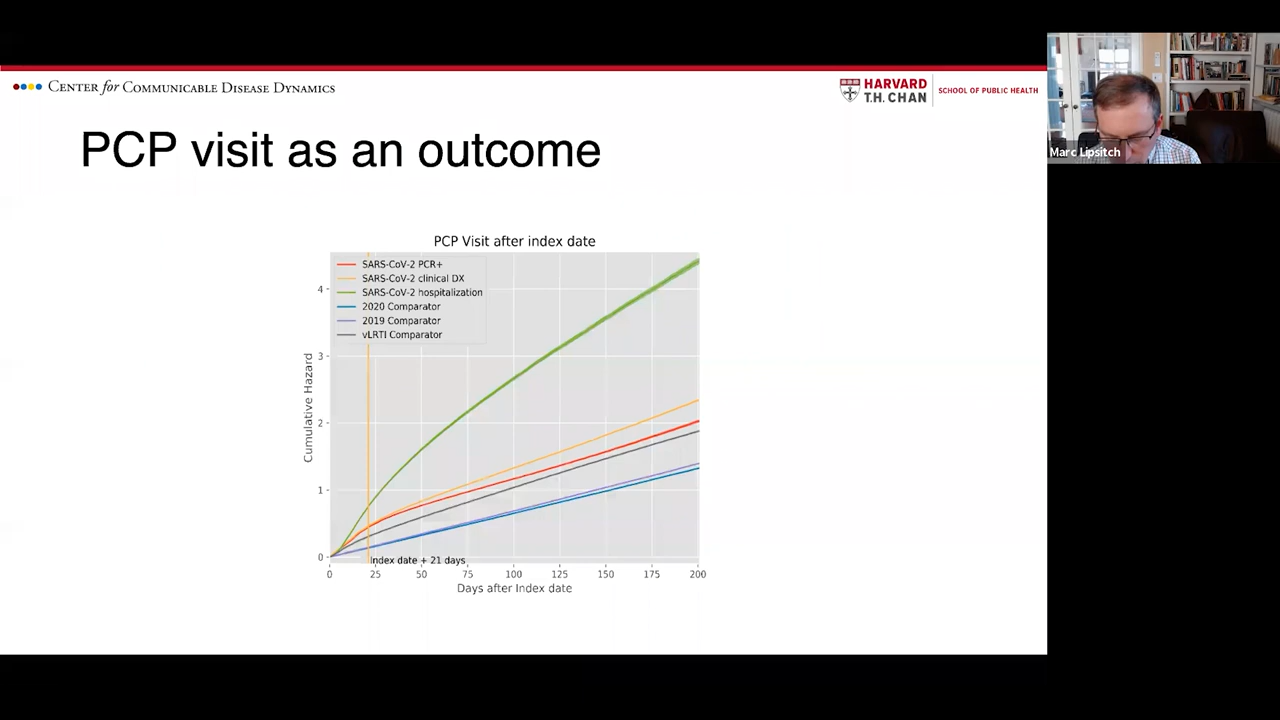 CENTER for COMMUNICABLE DISEASE DYNAMICS
HARVARD
T.H. CHAN
SCHOOL OF PUBLIC HEALTH
Marc Lipsitch
PCP visit as an outcome
PCP Visit after index date
SARS-CoV-2 PCR+
SARS-CoV-2 clinical DX
SARS-CoV-2 hospitalization
2020 Comparator
2019 Comparator
vLRTI Comparator
Cumulative Hazard
4
3
2
1
0
Index date + 21 days
0 25 50 75 100 125 150 175 200
Days after Index date